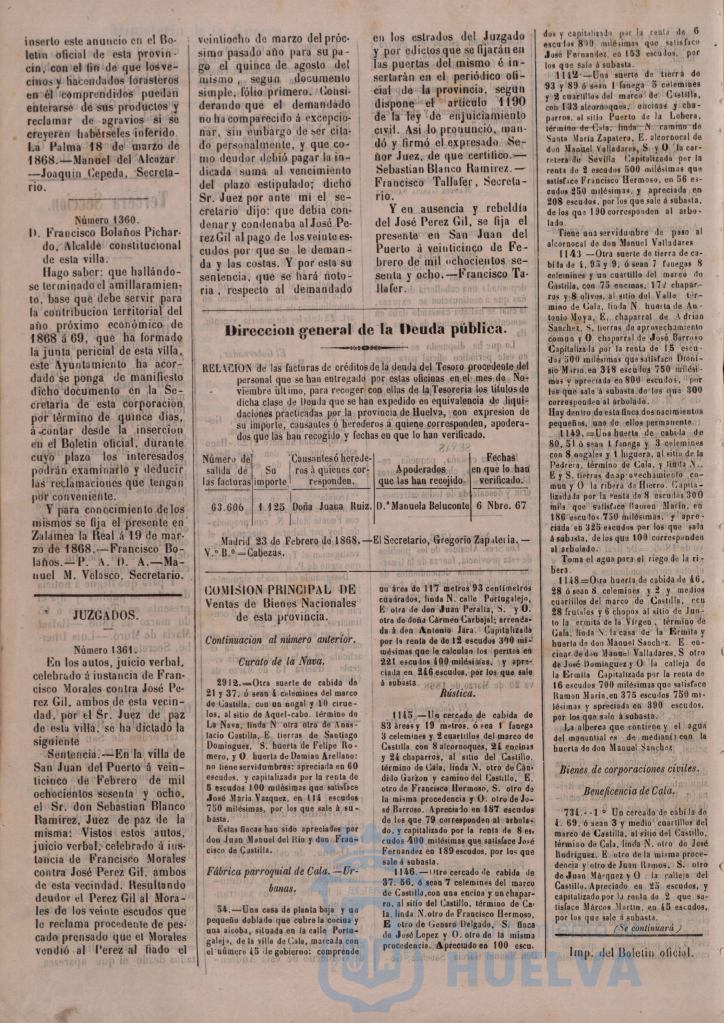 inserto este anuncio en el Bo-
letin oficial de esta provin-
cia, con el fin de que los ve-
cinos y hacendados forasteros
en él comprendidos puedan
enterarse de sus productos y
reclamar de agravios si se
creyeren habérseles inferido.
La Palma 18 de marzo de
1868.—Manuel del Alcazar
—Joaquin Cepeda, Secreta-
rio.
Número 1360.
D. Francisco Bolaños Pichar-
do, Alcalde constitucional
de esta villa.
Hago saber: que hallándo-
se terminado el amillaramien-
to, base que debe servir para
la contribucion territorial del
año próximo económico de
1868 á 69, que ha formado
la junta pericial de esta villa,
este Ayuntamiento ha acor-
dado se ponga de manifiesto
dicho documento en la Se-
cretaria de esta corporacion
por término de quince dias,
á contar desde la insercion
en el Boletin oficial, durante
cuyo plazo los interesados
podrán examinarlo y deducir
las reclamaciones que tengan
por conveniente.
Y para conocimiento de los
mismos se fija el presente en
Zalamea la Real á 19 de mar-
zo de 1868.—Francisco Bo-
laños.—P. A. D. A.—Ma-
nuel M. Velasco, Secretario.
JUZGADOS.
Número 1361.
En los autos, juicio verbal,
celebrado á instancia de Fran-
cisco Morales contra José Pe-
rez Gil, ambos de esta vecin-
dad, por el Sr. Juez de paz
de esta villa, se ha dictado la
siguiente
Sentencia.—En la villa de
San Juan del Puerto á vein-
ticinco de Febrero de mil
ochocientos sesenta y ocho,
el Sr. don Sebastian Blanco
Ramirez, Juez de paz de la
misma: Vistos estos autos,
juicio verbal, celebrado á ins-
tancia de Francisco Morales
contra José Perez Gil, ambos
de esta vecindad. Resultando
deudor el Perez Gil al Mora-
les de los veinte escudos que
le reclama procedente de pes-
cado prensado que el Morales
vendió al Perez al fiado el
veintiocho de marzo del próc-
simo pasado año para su pa-
go el quince de agosto del
mismo, segun documento
simple, fólio primero. Consi-
derando que el demandado
no ha comparecido á excepcio-
nar, sin embargo de ser cita-
do personalmente, y que co-
mo deudor debió pagar la in-
dicada suma al vencimiento
del plazo estipulado; dicho
Sr. Juez por ante mi el se-
cretario dijo: que debia con-
denar y condenaba al José Pe-
rez Gil al pago de los veinte es-
cudos por que se le deman-
da y las costas. Y por esta su
sentencia, que se hará noto-
ria, respecto al demandado
en los estrados del Juzgado
y por edictos que se fijarán en
las puertas del mismo é in-
sertarán en el periódico ofi-
cial de la provincia, segun
dispone el articulo 1190
de la ley de enjuiciamiento
civil. Asi lo pronunció, man-
dó y firmó el expresado Se-
ñor Juez, de que certifico.—
Sebastian Blanco Ramirez.—
Francisco Tallafer, Secreta-
rio.
Y en ausencia y rebeldia
del José Perez Gil, se fija el
presente en San Juan del
Puerto á veinticinco de Fe-
brero de mil ochocientos se-
senta y ocho.—Francisco Ta-
llafer.
Direccion general de la Deuda pública.
RELACION de las facturas de créditos de la deuda del Tesoro procedente del
personal que se han entregado por estas oficinas en el mes de No-
viembre último, para recoger con ellas de la Tesoreria los títulos de
dicha clase de Deuda que se han expedido en equivalencia de liqui-
daciones practicadas por la provincia de Huelva, con expresion de
su importe, causantes ó herederos á quiene corresponden, apodera-
dos que las han recogido y fechas en que lo han verificado.
Número de salida de las facturas | Su importe | Causantes ó herede- ros á quienes cor- responden. | Apoderados que las han recojido. | Fechas en que lo han verificado.
63.606 | 1.125 | Doña Juaca Ruiz. | D.ª Manuela Beluconte | 6 Nbre. 67
Madrid 23 de Febrero de 1868.—El Secretario, Gregorio Zapateria.—
V.º B.º—Cabezas.
COMISION PRINCIPAL DE
Ventas de Bienes Nacionales
de esta provincia.
Continuacion al número anterior.
Curato de la Nava.
2912.—Otra suerte de cabida de
21 y 37, ó sean 4 celemines del marco
de Castilla, con un nogal y 10 cirue-
los, al sitio de Aquel-cabo, término de
La Nava, linda N otra otra de Anas-
tacio Castilla, E. tierras de Santiago
Dominguez, S. huerta de Felipe Ro-
mero, y O. huerta de Damian Arellano:
no tiene servidumbres: apreciada en 60
escudos, y capitalizada por la renta de
5 escudos 100 milésimas que satisface
José Maria Vazquez, en 114 escudos
750 milésimas, por los que sale á su-
basta.
Estas fincas han sido apreciadas por
don Juan Manuel del Rio y don Fran-
cisco de Castilla.
Fábrica parroquial de Cala.—Ur-
banas.
54.—Una casa de planta baja y un
pequeño doblado que cubre la cocina y
una alcoba, situada en la calle Portu-
galejo, de la villa de Cala, marcada con
el número 45 de gobierno: comprende
un área de 117 metros 93 centímetros
cuadrados, linda N. calle Portugalejo,
E otra de don Juan Peralta, S. y O.
otra de doña Cármen Carbajal; arrenda-
da á don Antonio Jara. Capitalizada
por la renta de 12 escudos 390 mi-
lésimas que le calculan los peritos en
221 escudos 400 milésimas, y apre-
ciada en 246 escudos, por los que sale
á subasta.
Rústica.
1145—Un cercado de cabida de
83 áreas y 19 metros, ó sea 1 fanega
3 celemines y 2 cuartillos del marco de
Castilla con 8 alcornoques, 24 encinas
y 24 chaparros, al sitio del Castillo.
término de Cala, linda N. otro de Cán-
dido Garzon y camino del Castillo, E.
otro de Francisco Hermoso, S. otro de
la misma procedencia y O. otro de Jo-
sé Barroso. Apreciado en 187 escudos
de los que 79 corresponden al arbola-
do, y capitalizado por la renta de 8 es-
cudos 400 milésimas que satisface José
Fernandez en 189 escudos, por los que
sale á subasta.
1146.—Otro cercado de cabida de
37. 56, ó sean 7 celemines del marco
de Castilla, con una encina y un chapar-
ro, al sitio del Castillo, término de Ca-
la, linda N. otro de Francisco Hermoso,
E otro de Genaro Delgado, S. finca
de José Lopez y O. otro de la misma
procedencia. Apreciado en 100 escu-
dos y capitalizado por la renta de 6
escudos 800 milésimas que satisface
José Fernandez, en 153 escudos, por
los que sale á subasta.
1142—Una suerte de tierra de
93 y 89 ó sean 1 fanega 5 celemines
y 2 cuartillos del marco de Castilla,
con 133 alcornoques, encinas y cha-
parros, al sitio Puerto de la Lobera,
término de Cala, linda N. camino de
Santa Maria Zapatera, E. alcornocal de
don Manuel Valladares, S. y O. la car-
retera de Sevilla Capitalizada por la
renta de 2 escudos 500 milésimas que
satisface Francisco Hermoso, en 56 es-
cudos 250 milésimas, y apreciada en
208 escudos, por los que sale á subasta,
de los que 190 corresponden al arbo-
lado.
Tiene una servidumbre de paso al
alcornocal de don Manuel Valladares
1143—Otra suerte de tierra de ca-
bida de 4, 93 y 9, ó sean 7 fanegas 8
celemines y un cuartillo del marco de
Castilla, con 75 encinas, 172 chapar-
ros y 8 olivos, al sitio del Valle tér-
mino de Cala, linda N. huerta de An-
tonio Moya, E. chaparral de Adrian
Sanchez, S. tierras de aprovechamiento
comun y O chaparral de José Barroso
Capitalizada por la renta de 15 escu-
dos 500 milésimas que satisface Dioni-
sio Marin, en 348 escudos 750 milési-
mas y apreciada en 800 escudos, por
los que sale á subasta de los que 300
corresponden al arbolado.
Hay dentro de esta finca dos nacimientos
pequeños, uno de ellos permanente.
1149.—Una huerta de cabida de
80, 51 ó sean 1 fanega y 3 celemines
con 8 nogales y 1 higuera, al sitio de la
Pedrera, término de Cala, y linda N.,
E y S, tierras de aprovechamiento co-
mun y O la ribera de Hierro. Capita-
lizada por la renta de 8 escudos 300
mils que satisface Ramon Marin, en
186 escudos 750 milésimas, y apre-
ciada en 325 escudos por los que sale
á subasta, de los que 100 corresponden
al arbolado.
Toma el agua para el riego de la ri-
bera.
1148—Otra huerta de cabida de 46,
28 ó sean 8 celemines y 2 y medios
cuartillos del marco de Castilla, con
28 frutales y 6 chopos al sitio de Jun-
to la ermita de la Virgen, término de
Cala, linda N. la casa de la Ermita y
huerta de don Manuel Sanchez. E. en-
cinar de don Manuel Valladares, S otro
de José Dominguez y O la calleja de
la Ermita Capitalizada por la renta de
16 escudos 700 milésimas que satisface
Ramon Marin, en 375 escudos 750 mi-
lésimas y apreciada en 390 escudos,
por los que sale á subasta.
La alberca que contiene y el agua
del manantial es de medianí1 con la
huerta de don Manuel Sanchez
Bienes de corporaciones civiles.
Beneficencia de Cala.
734.—1.º Un cercado de cabida de
4. 69, ó sean 3 y medio cuartillos del
marco de Castilla, al sitio del Castillo,
término de Cala, linda N. otro de José
Rodriguez, E otro de la misma proce-
dencia y otro de Juan Ramos, S. otro
de Juan Márquez y O la calleja del
Castillo. Apreciado en 25 escudos, y
capitalizado por la renta de 2 que sa-
tisface Marcos Martin, en 45 escudos,
por los que sale á subasta.
(Se continuará)
Imp. del Boletin oficial.
HUELVA